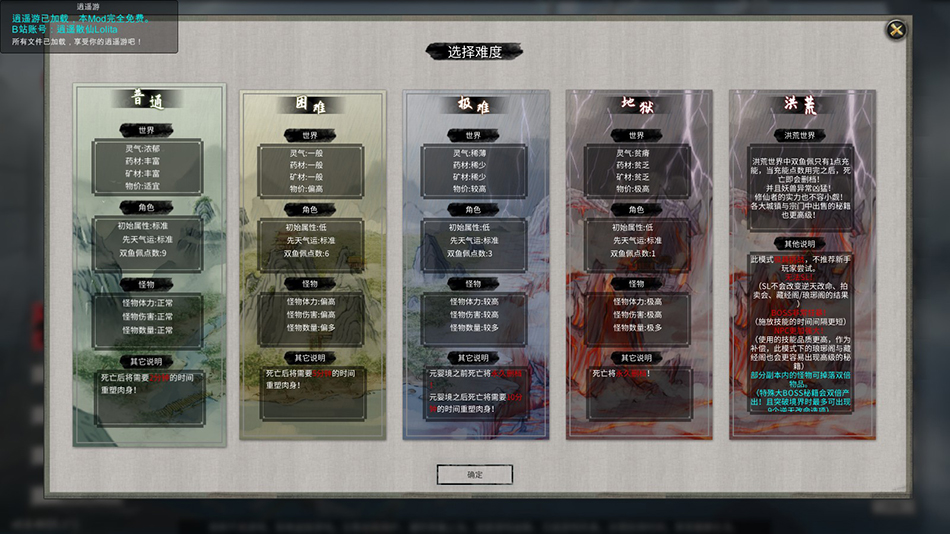 逍遥游
逍遥游已加载，本Mod完全免费。
B站账号：逍遥散仙Lolita
所有文件已加载，享受你的逍遥游吧！
选择难度
普通
世界
灵气:浓郁
药材:丰富
矿材:丰富
物价:适宜
角色
初始属性:标准
先天气运:标准
双鱼佩点数:9
怪物
怪物体力:正常
怪物伤害:正常
怪物数量:正常
其它说明
死亡后将需要 的时间
重塑肉身！
困难
世界
灵气:一般
药材:一般
矿材:一般
物价:偏高
角色
初始属性:低
先天气运:标准
双鱼佩点数:6
怪物
怪物体力:偏高
怪物伤害:偏高
怪物数量:偏多
其它说明
死亡后将需要 的时间
重塑肉身！
极难
世界
灵气:稀薄
药材:稀少
矿材:稀少
物价:较高
角色
初始属性:低
先天气运:标准
双鱼佩点数:3
怪物
怪物体力:较高
怪物伤害:较高
怪物数量:较多
其它说明
元婴境之前死亡将
元婴境之后死亡将需要10分
的时间重塑肉身！
地狱
世界
灵气:贫瘠
药材:贫乏
矿材:贫乏
物价:极高
角色
初始属性:低
先天气运:标准
双鱼佩点数:1
怪物
怪物体力:极高
怪物伤害:极高
怪物数量:极多
其它说明
死亡将 ！
洪荒
洪荒世界
洪荒世界中双鱼佩只有1点充
能，当充能点数用完之后，死
亡即会删档！
并且妖兽异常凶猛！
修仙者的实力也不容小觑！
各大城镇与宗门中出售的秘籍
也更高级！
其他说明
此模式 ，不推荐新手
玩家尝试。
（SL不会改变逆天改命、拍
卖会、藏经阁/琅琊阁的结果
）
（施放技能的时间间隔更短）
（使用的技能品质更高，作为
补偿，此模式下的琅琊阁与藏
经阁也会更容易出现高级的秘
籍）
部分副本内的怪物可掉落双倍
物品。
（特殊大BOSS秘籍会双倍产
出！且突破境界时最多可出现
9个逆天改命选项）
确定